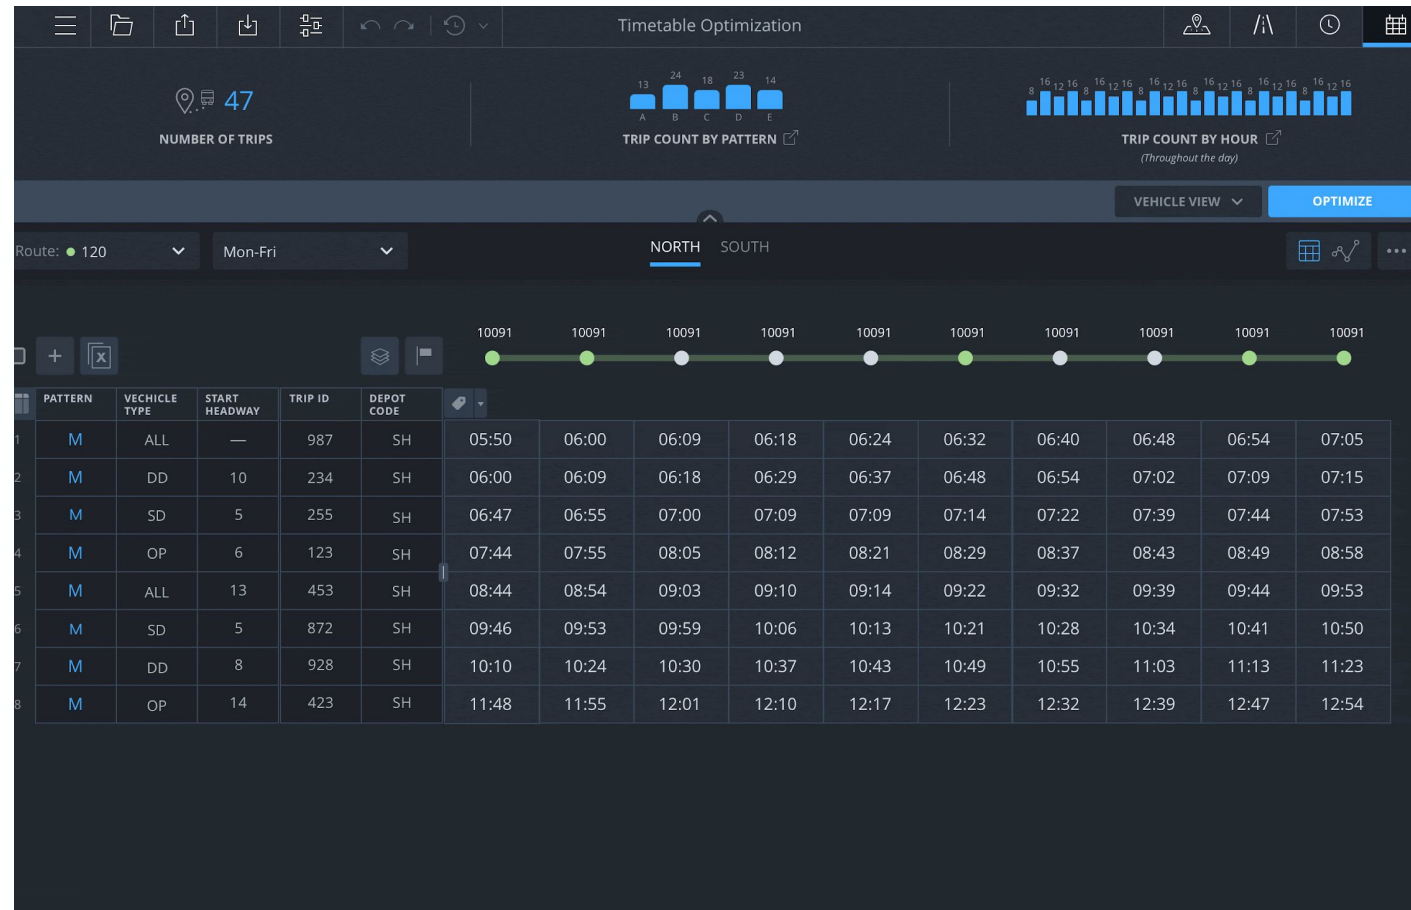 Timetable Optimization
47
NUMBER OF TRIPS
13 24 18 23 14
A B C D E
TRIP COUNT BY PATTERN
8 16 12 16 8 16 12 16 8 16 12 16 8 16 12 16 8 16 12 16 8 16 12 16
TRIP COUNT BY HOUR
(Throughout the day)
VEHICLE VIEW
OPTIMIZE
Route: 120
Mon-Fri
NORTH SOUTH
10091 10091 10091 10091 10091 10091 10091 10091 10091 10091
PATTERN VECHICLE TYPE START HEADWAY TRIP ID DEPOT CODE
1 M ALL — 987 SH 05:50 06:00 06:09 06:18 06:24 06:32 06:40 06:48 06:54 07:05
2 M DD 10 234 SH 06:00 06:09 06:18 06:29 06:37 06:48 06:54 07:02 07:09 07:15
3 M SD 5 255 SH 06:47 06:55 07:00 07:09 07:09 07:14 07:22 07:39 07:44 07:53
4 M OP 6 123 SH 07:44 07:55 08:05 08:12 08:21 08:29 08:37 08:43 08:49 08:58
5 M ALL 13 453 SH 08:44 08:54 09:03 09:10 09:14 09:22 09:32 09:39 09:44 09:53
6 M SD 5 872 SH 09:46 09:53 09:59 10:06 10:13 10:21 10:28 10:34 10:41 10:50
7 M DD 8 928 SH 10:10 10:24 10:30 10:37 10:43 10:49 10:55 11:03 11:13 11:23
8 M OP 14 423 SH 11:48 11:55 12:01 12:10 12:17 12:23 12:32 12:39 12:47 12:54